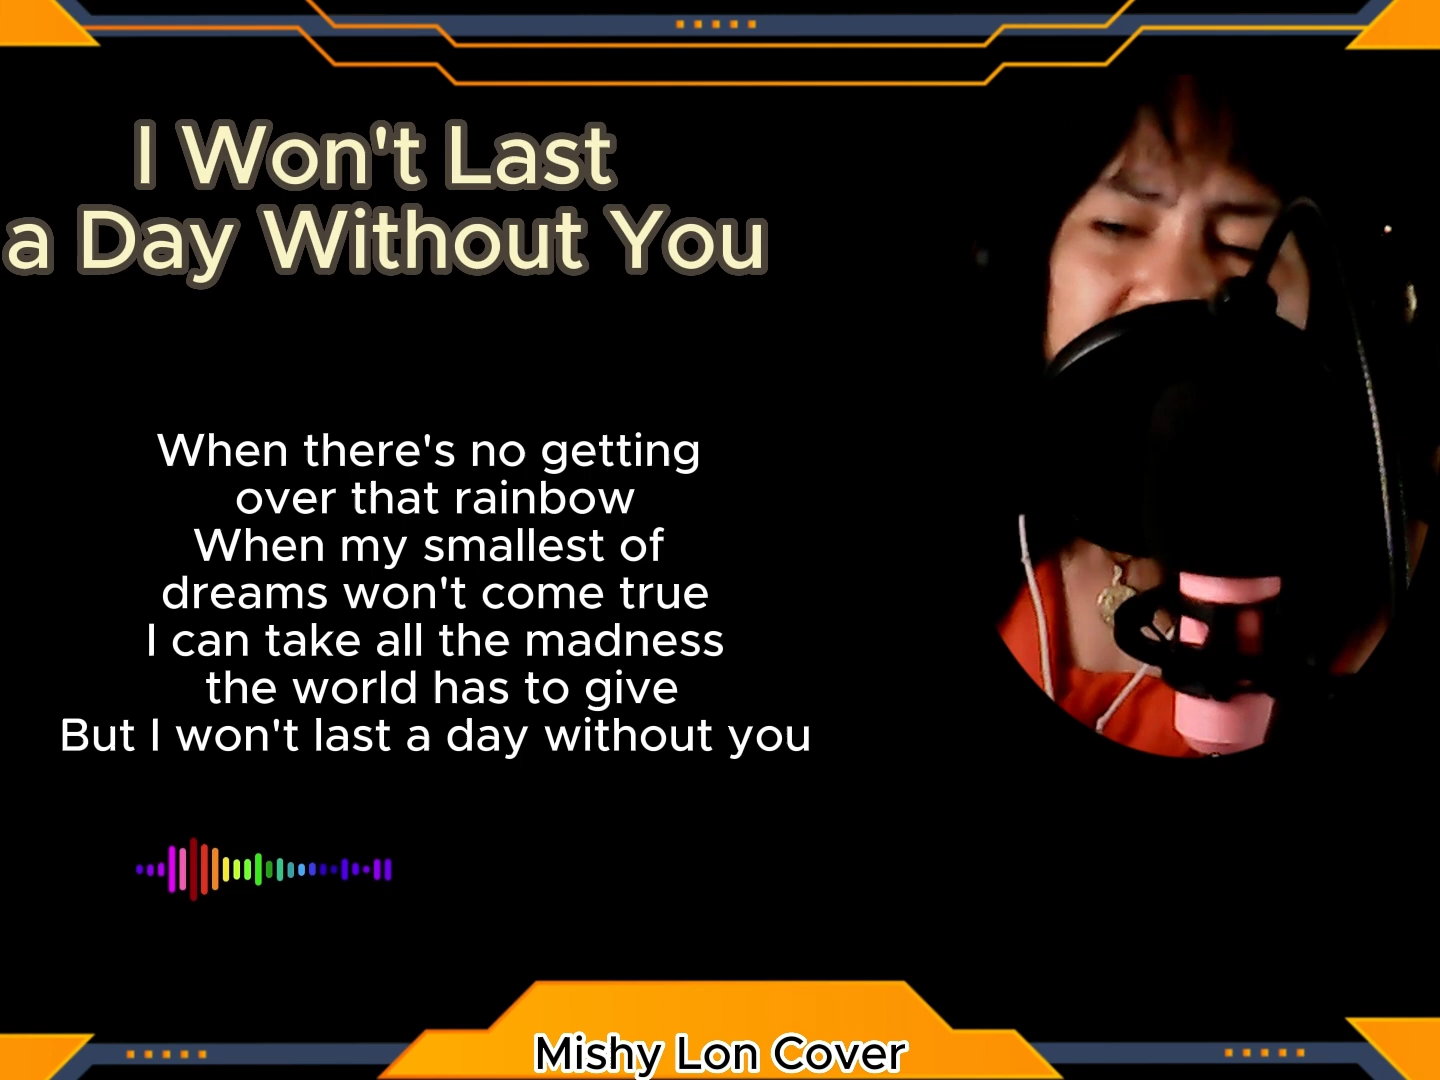 I Won't Last
a Day Without You
When there's no getting
over that rainbow
When my smallest of
dreams won't come true
I can take all the madness
the world has to give
But I won't last a day without you
Mishy Lon Cover